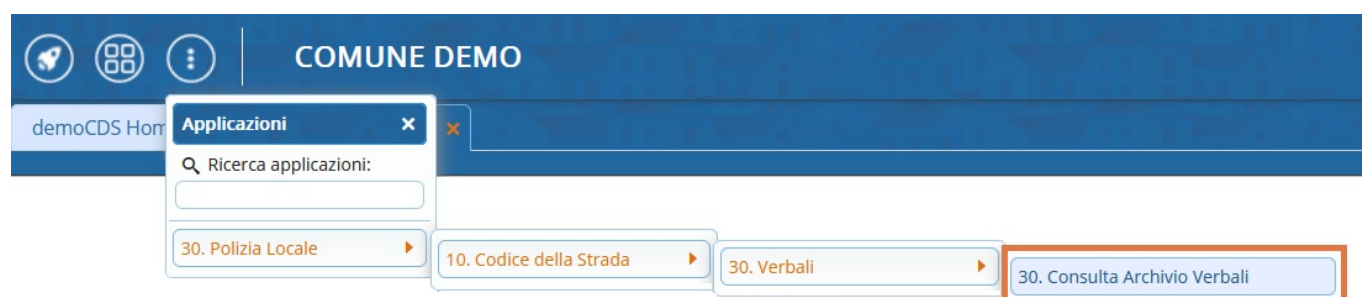 COMUNE DEMO
demoCDS Hom
Applicazioni
Ricerca applicazioni:
30. Polizia Locale
10. Codice della Strada
30. Verbali
30. Consulta Archivio Verbali